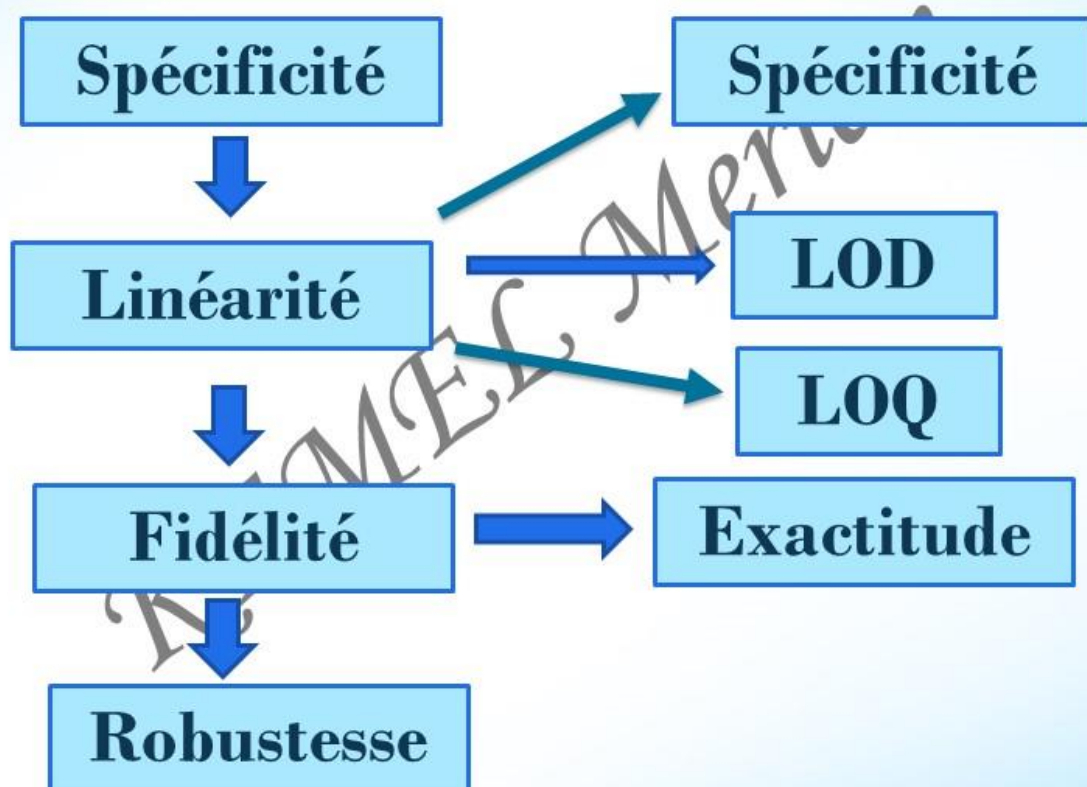 Spécificité
Spécificité
Linéarité
LOD
LOQ
Fidélité
Exactitude
Robustesse